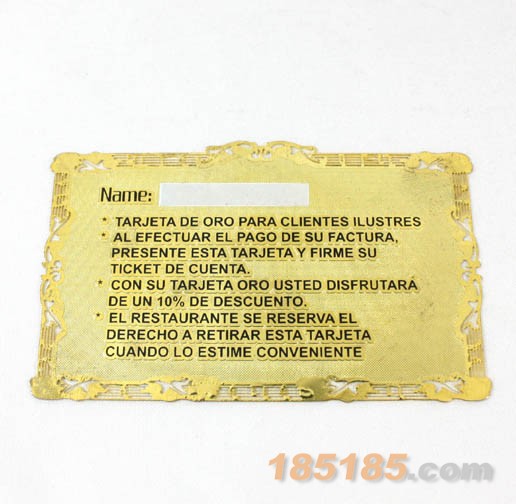 Name:
* TARJETA DE ORO PARA CLIENTES ILUSTRES
* AL EFECTUAR EL PAGO DE SU FACTURA,
PRESENTE ESTA TARJETA Y FIRME SU
TICKET DE CUENTA.
* CON SU TARJETA ORO USTED DISFRUTARÁ
DE UN 10% DE DESCUENTO.
* EL RESTAURANTE SE RESERVA EL
DERECHO A RETIRAR ESTA TARJETA
CUANDO LO ESTIME CONVENIENTE
185185.com